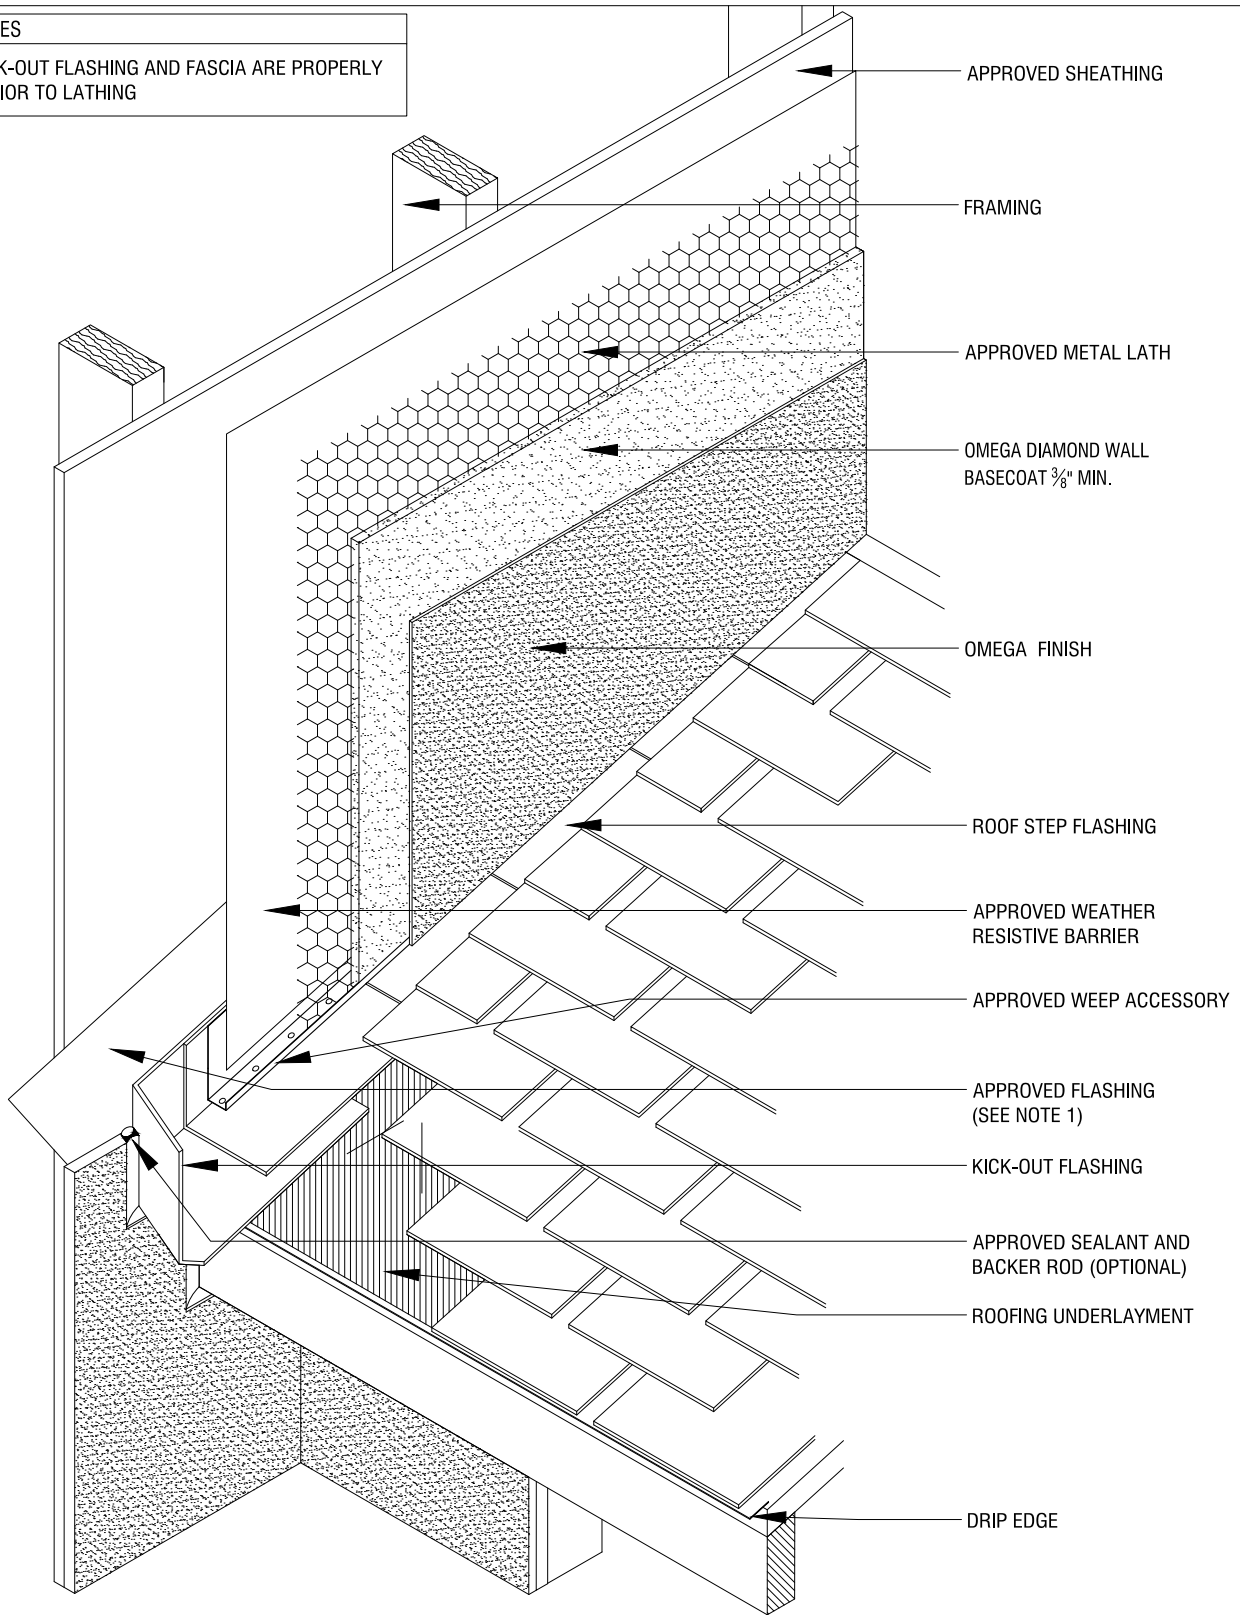 ES
K-OUT FLASHING AND FASCIA ARE PROPERLY
IOR TO LATHING
APPROVED SHEATHING
FRAMING
APPROVED METAL LATH
OMEGA DIAMOND WALL
BASECOAT 3/8" MIN.
OMEGA FINISH
ROOF STEP FLASHING
APPROVED WEATHER
RESISTIVE BARRIER
APPROVED WEEP ACCESSORY
APPROVED FLASHING
(SEE NOTE 1)
KICK-OUT FLASHING
APPROVED SEALANT AND
BACKER ROD (OPTIONAL)
ROOFING UNDERLAYMENT
DRIP EDGE